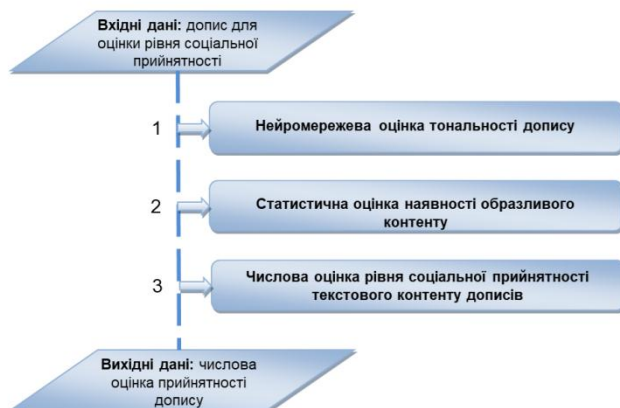 Вхідні дані: допис для
оцінки рівня соціальної
прийнятності
1
Нейромережева оцінка тональності допису
2
Статистична оцінка наявності образливого
контенту
3
Числова оцінка рівня соціальної прийнятності
текстового контенту дописів
Вихідні дані: числова
оцінка прийнятності
допису